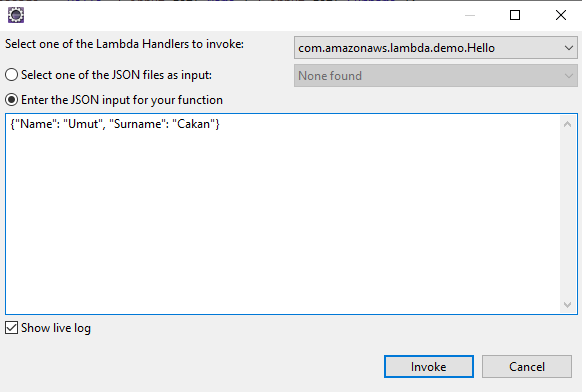 Select one of the Lambda Handlers to invoke: com.amazonaws.lambda.demo.Hello
Select one of the JSON files as input: None found
Enter the JSON input for your function
{"Name": "Umut", "Surname": "Cakan"}
Show live log
Invoke Cancel